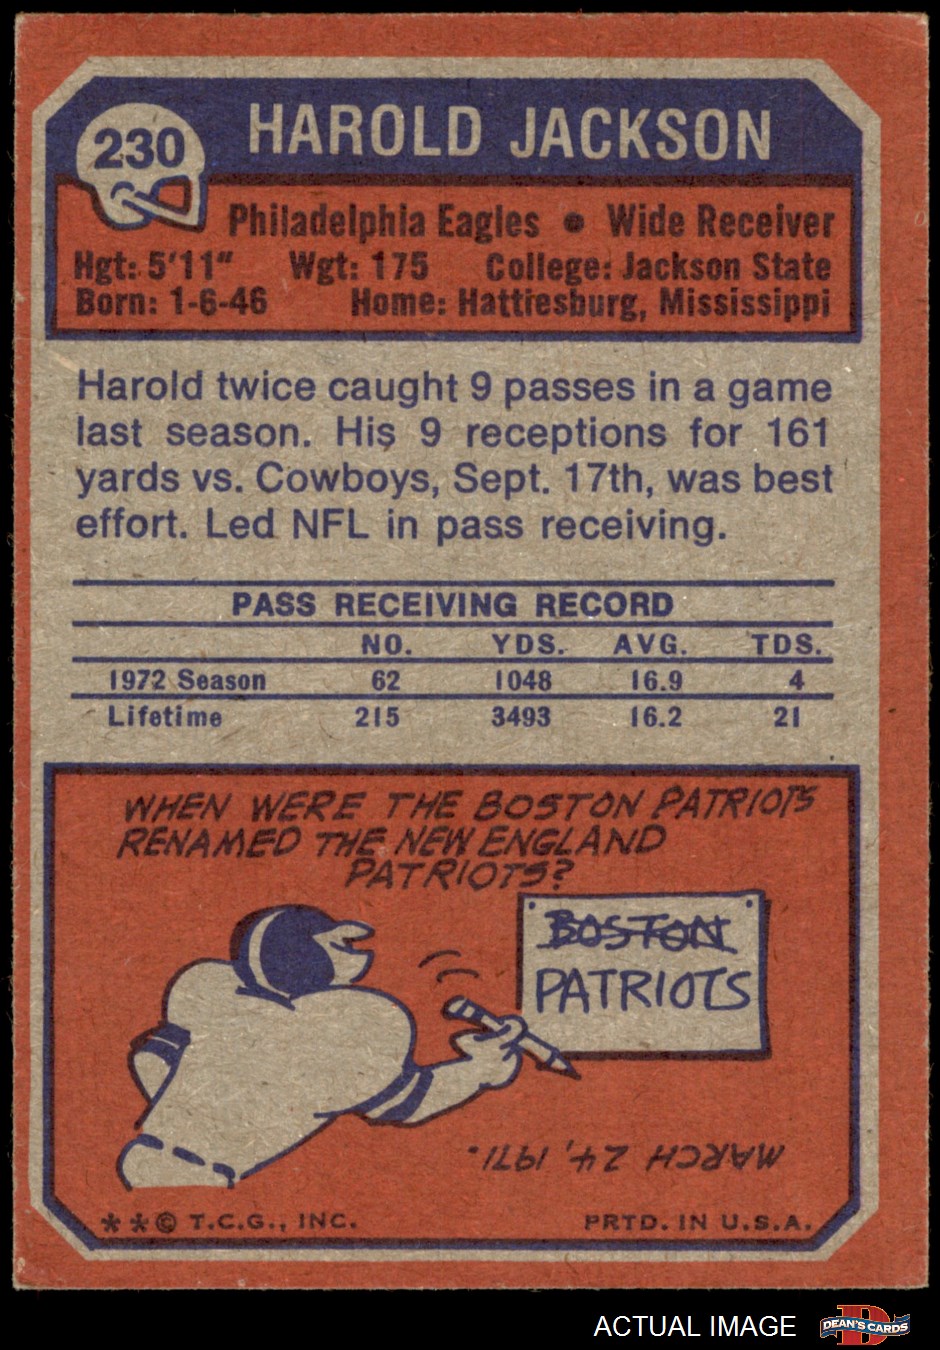 230
HAROLD JACKSON
Philadelphia Eagles • Wide Receiver
Hgt: 5'11" Wgt: 175 College: Jackson State
Born: 1-6-46 Home: Hattiesburg, Mississippi
Harold twice caught 9 passes in a game
last season. His 9 receptions for 161
yards vs. Cowboys, Sept. 17th, was best
effort. Led NFL in pass receiving.
PASS RECEIVING RECORD
NO. YDS. AVG. TDS.
1972 Season 62 1048 16.9 4
Lifetime 215 3493 16.2 21
WHEN WERE THE BOSTON PATRIOTS
RENAMED THE NEW ENGLAND
PATRIOTS?
BOSTON
PATRIOTS
MARCH 24, 1971.
**© T.C.G., INC. PRTD. IN U.S.A.
ACTUAL IMAGE
D
DEAN'S CARDS